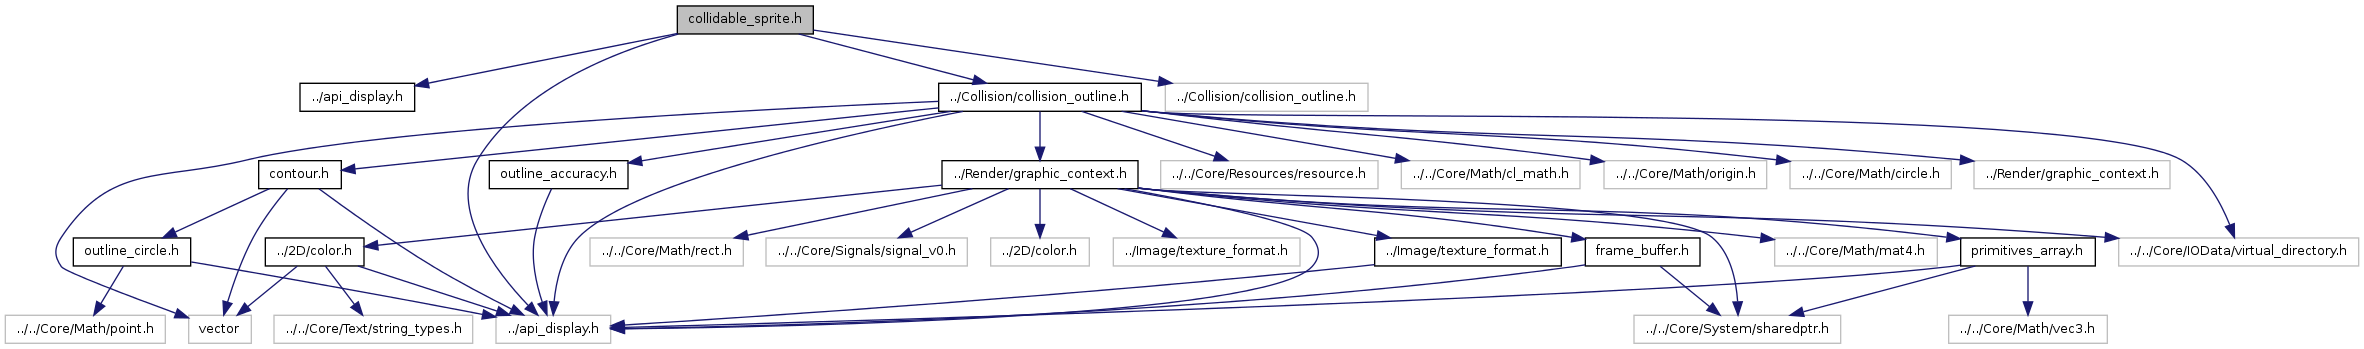 collidable_sprite.h
../api_display.h
../Collision/collision_outline.h
../Collision/collision_outline.h
contour.h
outline_accuracy.h
../Render/graphic_context.h
../../Core/Resources/resource.h
../../Core/Math/cl_math.h
../../Core/Math/origin.h
../../Core/Math/circle.h
../Render/graphic_context.h
outline_circle.h
../2D/color.h
../../Core/Math/rect.h
../../Core/Signals/signal_v0.h
../2D/color.h
../Image/texture_format.h
../Image/texture_format.h
frame_buffer.h
../../Core/Math/mat4.h
primitives_array.h
../../Core/IOData/virtual_directory.h
../../Core/Math/point.h
vector
../../Core/Text/string_types.h
../api_display.h
../../Core/System/sharedptr.h
../../Core/Math/vec3.h